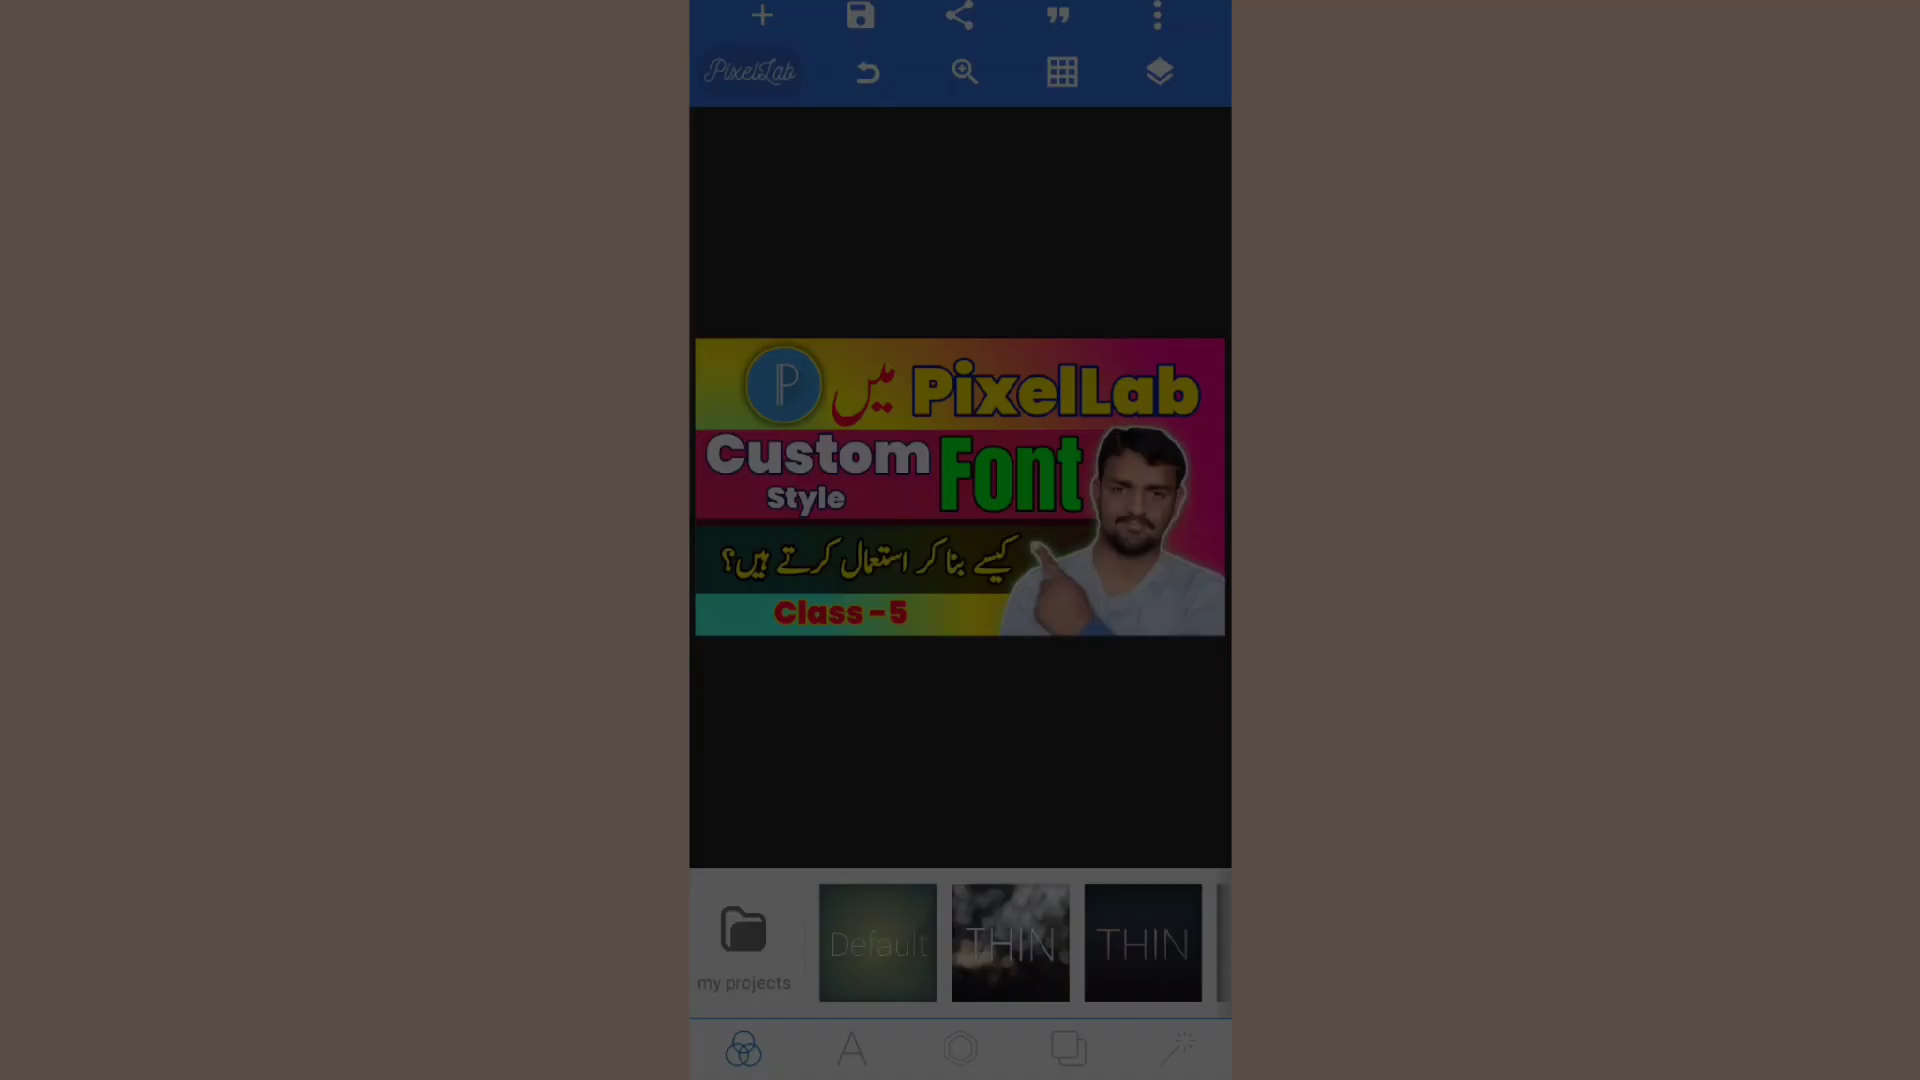 PixelLab
PixelLab میں
Custom Font
Style
کیسے بنا کر استعمال کرتے ہیں؟
Class - 5
my projects
Default
THIN
THIN